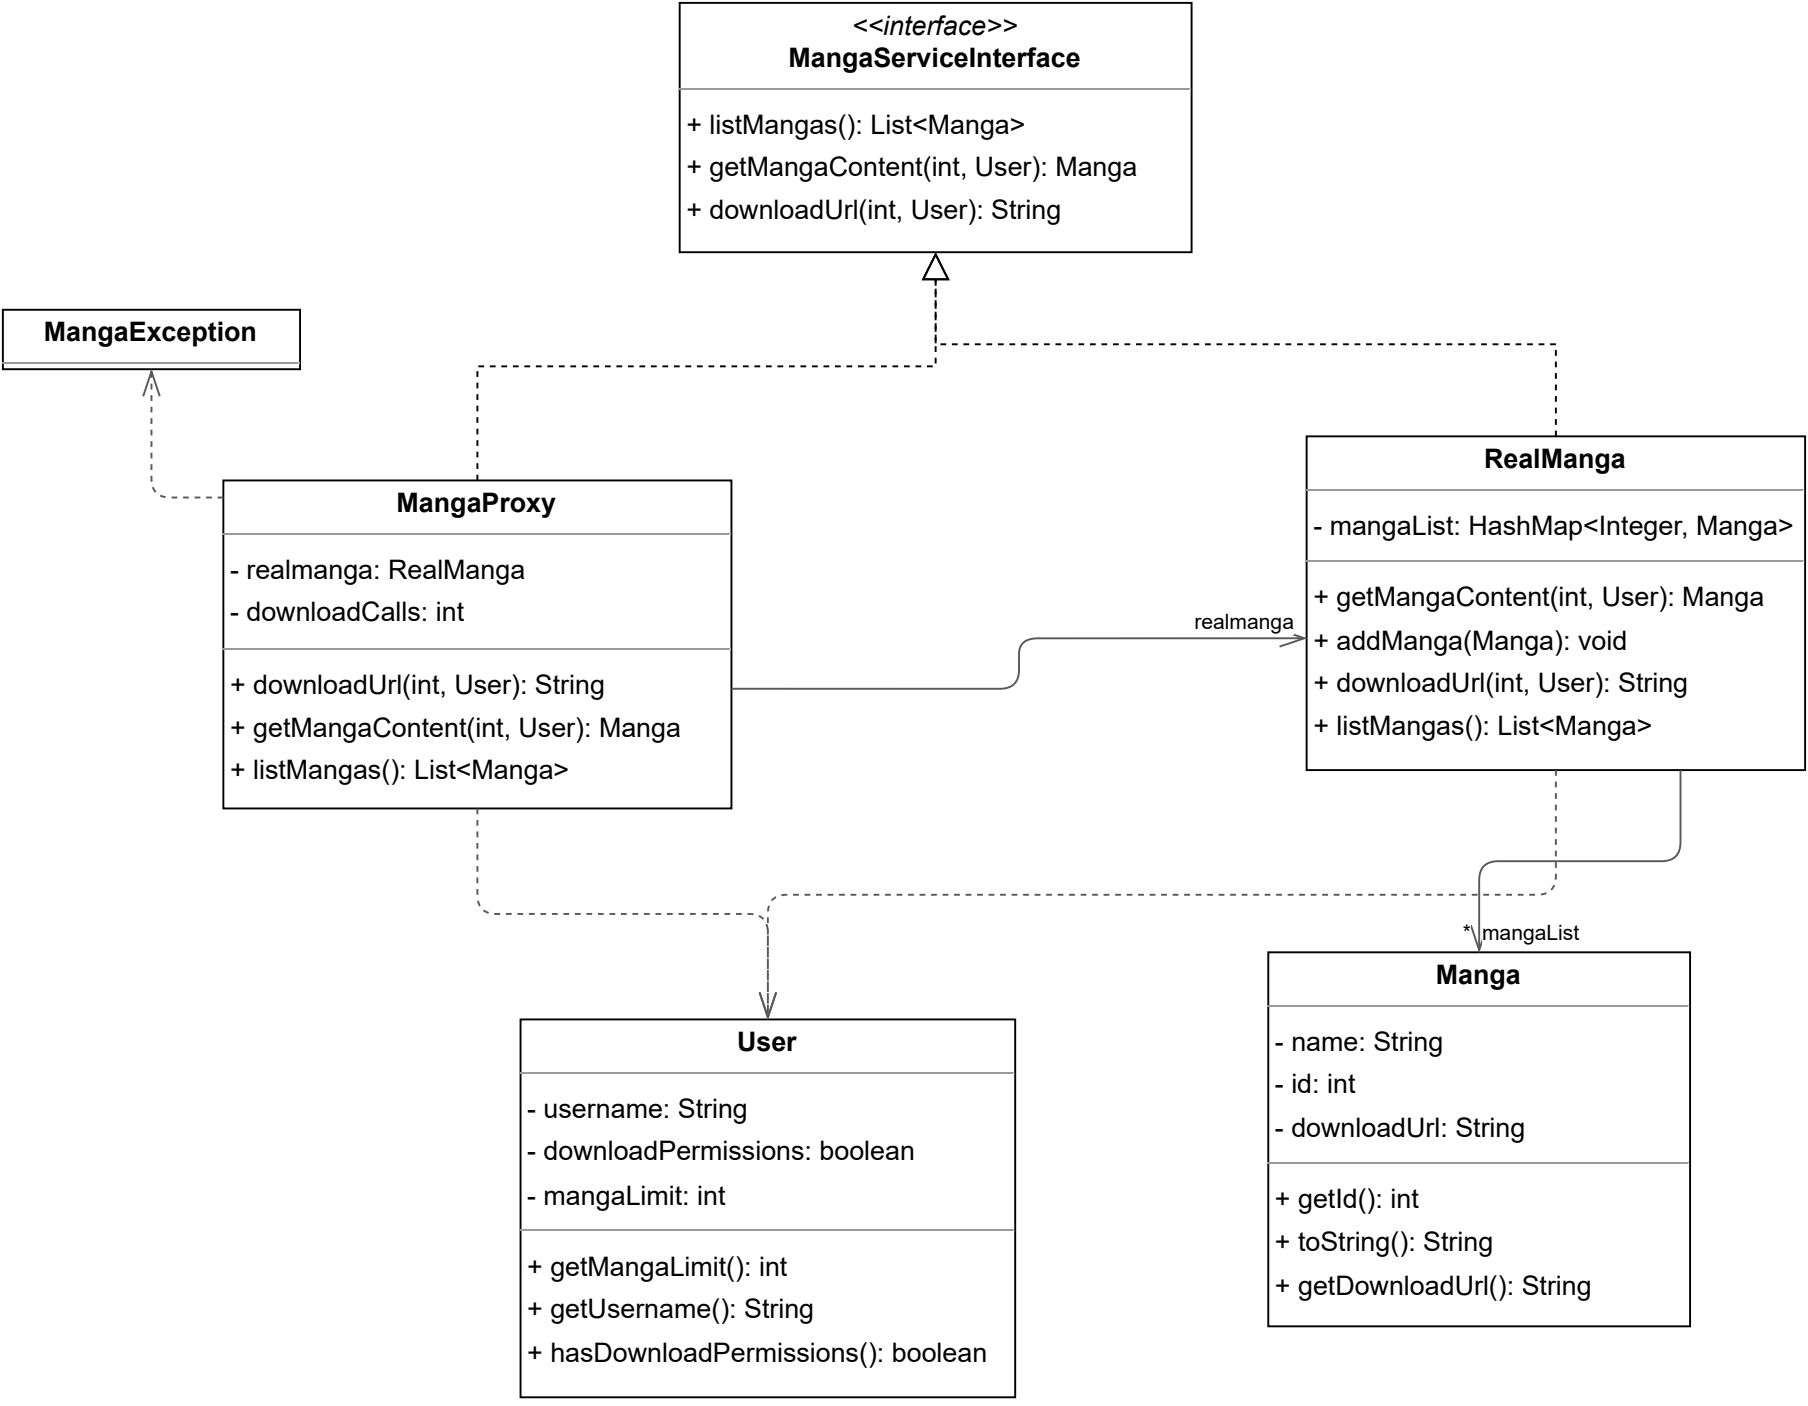 <<interface>>
MangaServiceInterface
+ listMangas(): List<Manga>
+ getMangaContent(int, User): Manga
+ downloadUrl(int, User): String
MangaException
MangaProxy
- realmanga: RealManga
- downloadCalls: int
+ downloadUrl(int, User): String
+ getMangaContent(int, User): Manga
+ listMangas(): List<Manga>
realmanga
RealManga
- mangaList: HashMap<Integer, Manga>
+ getMangaContent(int, User): Manga
+ addManga(Manga): void
+ downloadUrl(int, User): String
+ listMangas(): List<Manga>
* mangaList
User
- username: String
- downloadPermissions: boolean
- mangaLimit: int
+ getMangaLimit(): int
+ getUsername(): String
+ hasDownloadPermissions(): boolean
Manga
- name: String
- id: int
- downloadUrl: String
+ getId(): int
+ toString(): String
+ getDownloadUrl(): String